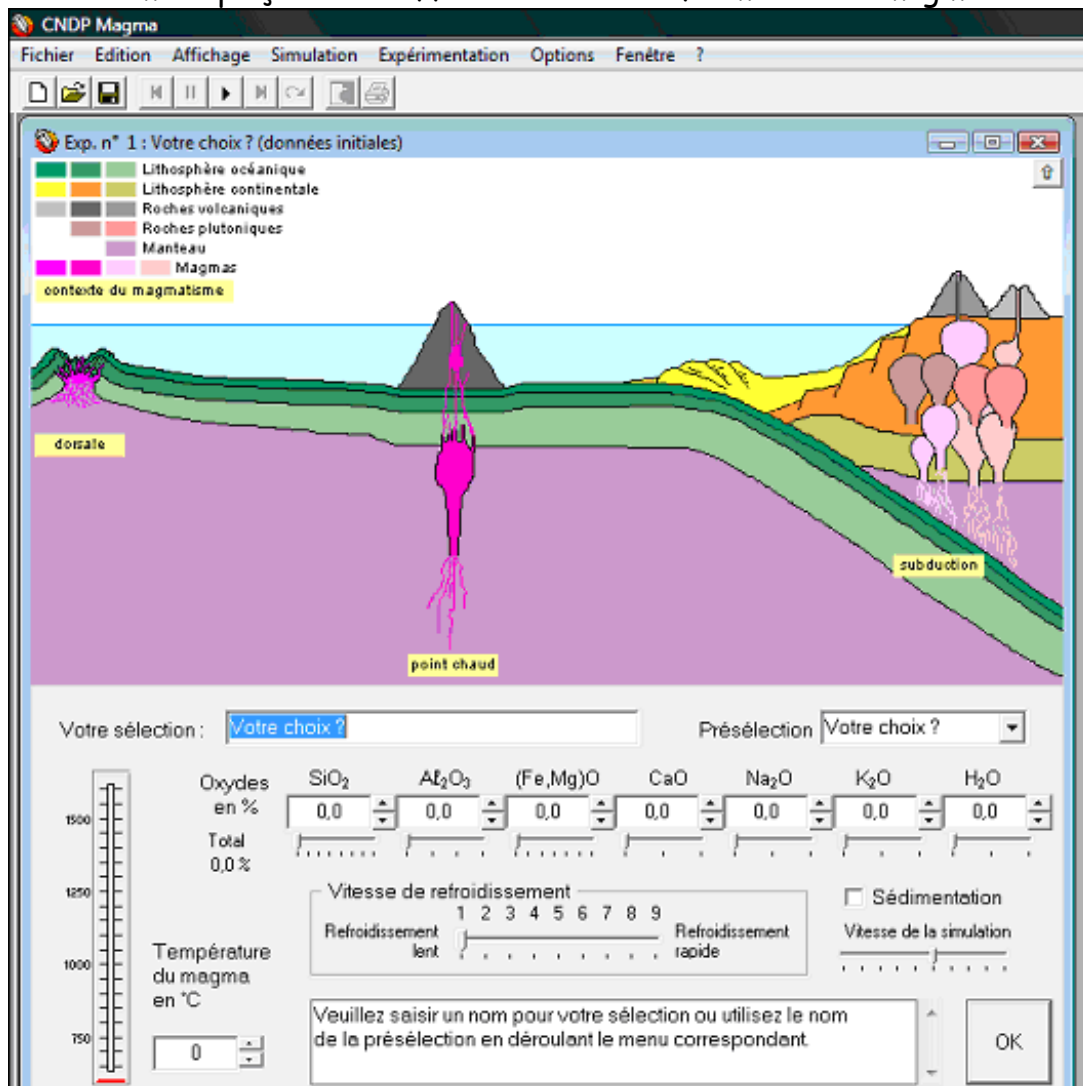 CNDP Magma
Fichier Edition Affichage Simulation Expérimentation Options Fenêtre ?
Exp. n° 1 : Votre choix ? (données initiales)
Lithosphère océanique
Lithosphère continentale
Roches volcaniques
Roches plutoniques
Manteau
Magmas
contexte du magmatisme
dorsale
subduction
point chaud
Votre sélection : Votre choix ? Présélection Votre choix ?
Oxydes en % SiO₂ Aℓ₂O₃ (Fe,Mg)O CaO Na₂O K₂O H₂O
0,0 0,0 0,0 0,0 0,0 0,0 0,0
Total
0,0 %
1500
1250
1000
750
Vitesse de refroidissement
1 2 3 4 5 6 7 8 9
Refroidissement lent
Refroidissement rapide
Sédimentation
Vitesse de la simulation
Température
du magma
en °C
0
Veuillez saisir un nom pour votre sélection ou utilisez le nom
de la présélection en déroulant le menu correspondant.
OK